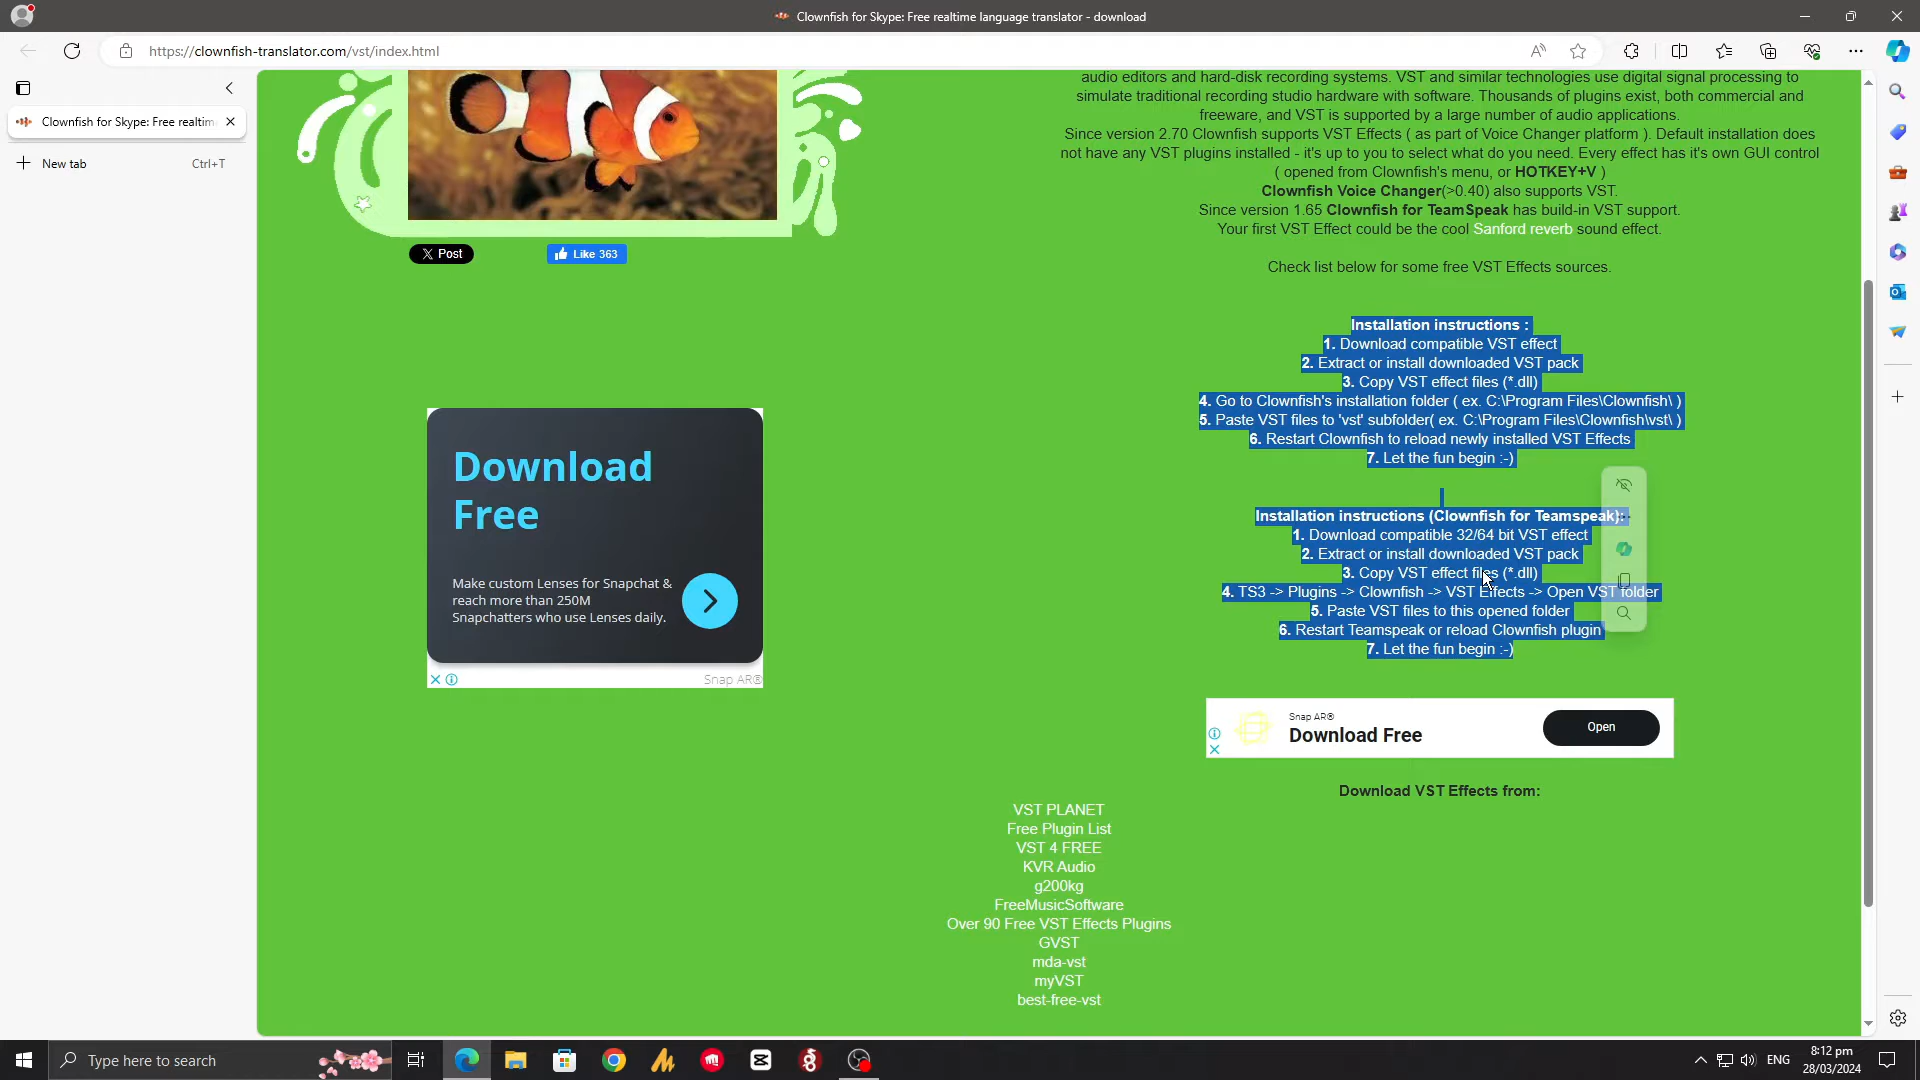 Clownfish for Skype: Free realtime language translator - download
https://clownfish-translator.com/vst/index.html
Clownfish for Skype: Free realtim
New tab
Ctrl+T
audio editors and hard-disk recording systems. VST and similar technologies use digital signal processing to
simulate traditional recording studio hardware with software. Thousands of plugins exist, both commercial and
freeware, and VST is supported by a large number of audio applications.
Since version 2.70 Clownfish supports VST Effects ( as part of Voice Changer platform ). Default installation does
not have any VST plugins installed - it's up to you to select what do you need. Every effect has it's own GUI control
( opened from Clownfish's menu, or HOTKEY+V )
Clownfish Voice Changer(>0.40) also supports VST.
Since version 1.65 Clownfish for TeamSpeak has build-in VST support.
Your first VST Effect could be the cool Sanford reverb sound effect.
Check list below for some free VST Effects sources.
Post
Like 363
Installation instructions :
1. Download compatible VST effect
2. Extract or install downloaded VST pack
3. Copy VST effect files (*.dll)
4. Go to Clownfish's installation folder ( ex. C:\Program Files\Clownfish\ )
5. Paste VST files to 'vst' subfolder( ex. C:\Program Files\Clownfish\vst\ )
6. Restart Clownfish to reload newly installed VST Effects
7. Let the fun begin :-)
Installation instructions (Clownfish for Teamspeak):
1. Download compatible 32/64 bit VST effect
2. Extract or install downloaded VST pack
3. Copy VST effect files (*.dll)
4. TS3 -> Plugins -> Clownfish -> VST Effects -> Open VST folder
5. Paste VST files to this opened folder
6. Restart Teamspeak or reload Clownfish plugin
7. Let the fun begin :-)
Download
Free
Make custom Lenses for Snapchat &
reach more than 250M
Snapchatters who use Lenses daily.
Snap AR®
Snap AR®
Download Free
Open
Download VST Effects from:
VST PLANET
Free Plugin List
VST 4 FREE
KVR Audio
g200kg
FreeMusicSoftware
Over 90 Free VST Effects Plugins
GVST
mda-vst
myVST
best-free-vst
Type here to search
ENG
8:12 pm
28/03/2024